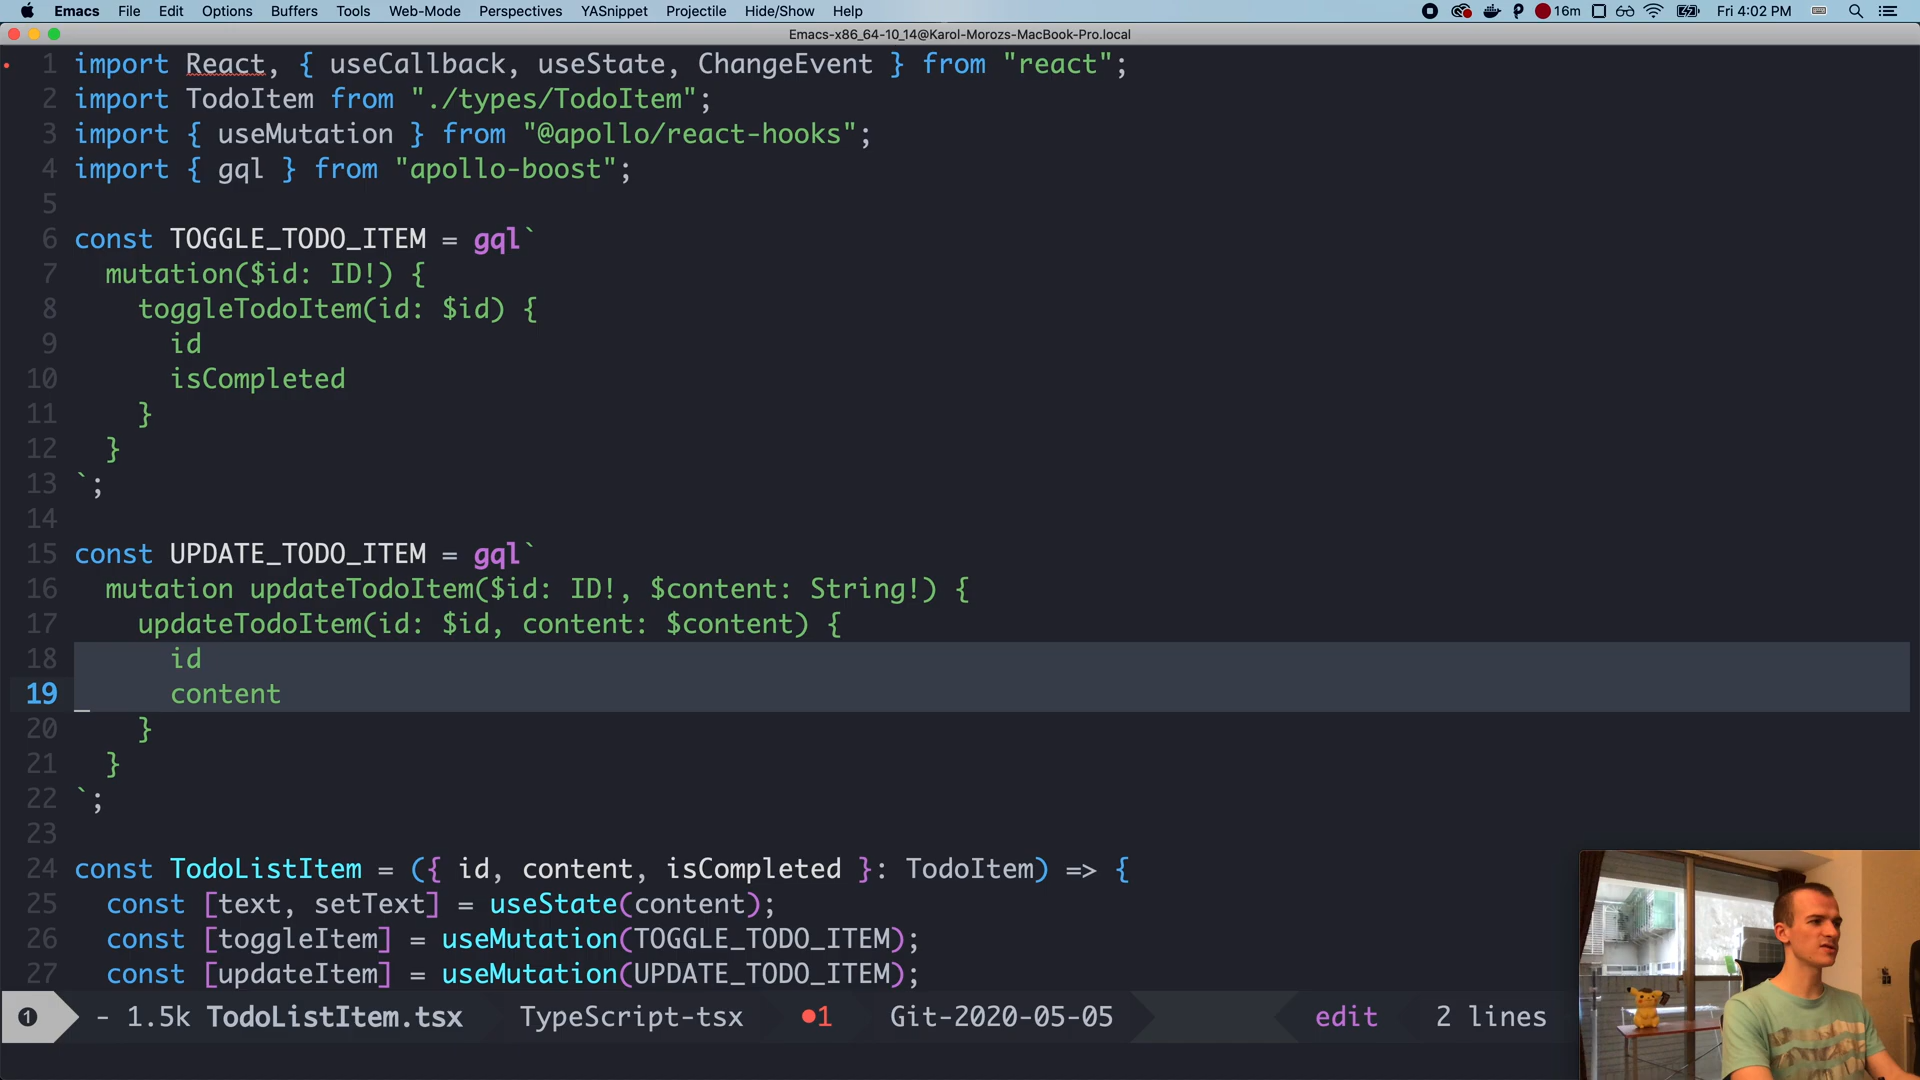 Emacs File Edit Options Buffers Tools Web-Mode Perspectives YASnippet Projectile Hide/Show Help 16m Fri 4:02 PM
Emacs-x86_64-10_14@Karol-Morozs-MacBook-Pro.local
1 import React, { useCallback, useState, ChangeEvent } from "react";
2 import TodoItem from "./types/TodoItem";
3 import { useMutation } from "@apollo/react-hooks";
4 import { gql } from "apollo-boost";
5
6 const TOGGLE_TODO_ITEM = gql`
7 mutation($id: ID!) {
8 toggleTodoItem(id: $id) {
9 id
10 isCompleted
11 }
12 }
13 `;
14
15 const UPDATE_TODO_ITEM = gql`
16 mutation updateTodoItem($id: ID!, $content: String!) {
17 updateTodoItem(id: $id, content: $content) {
18 id
19 content
20 }
21 }
22 `;
23
24 const TodoListItem = ({ id, content, isCompleted }: TodoItem) => {
25 const [text, setText] = useState(content);
26 const [toggleItem] = useMutation(TOGGLE_TODO_ITEM);
27 const [updateItem] = useMutation(UPDATE_TODO_ITEM);
1 - 1.5k TodoListItem.tsx TypeScript-tsx 1 Git-2020-05-05 edit 2 lines